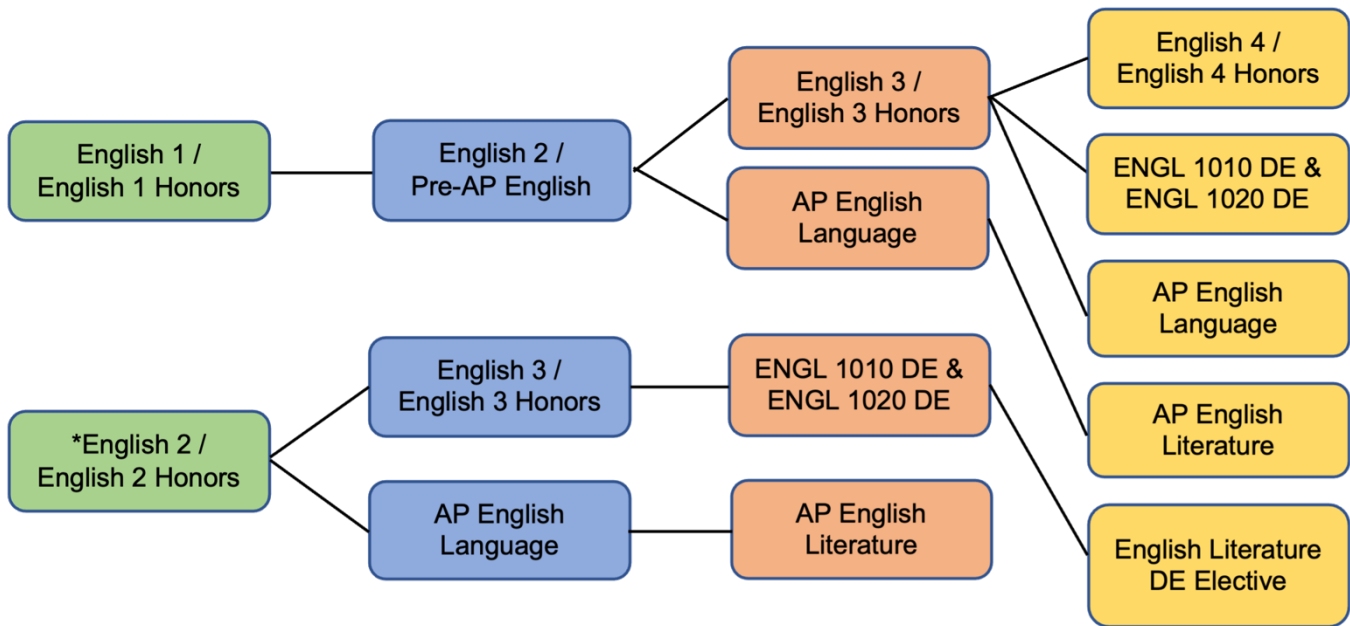 English 1 /
English 1 Honors
English 2 /
Pre-AP English
English 3 /
English 3 Honors
AP English
Language
English 4 /
English 4 Honors
ENGL 1010 DE &
ENGL 1020 DE
AP English
Language
AP English
Literature
*English 2 /
English 2 Honors
English 3 /
English 3 Honors
AP English
Language
ENGL 1010 DE &
ENGL 1020 DE
AP English
Literature
English Literature
DE Elective